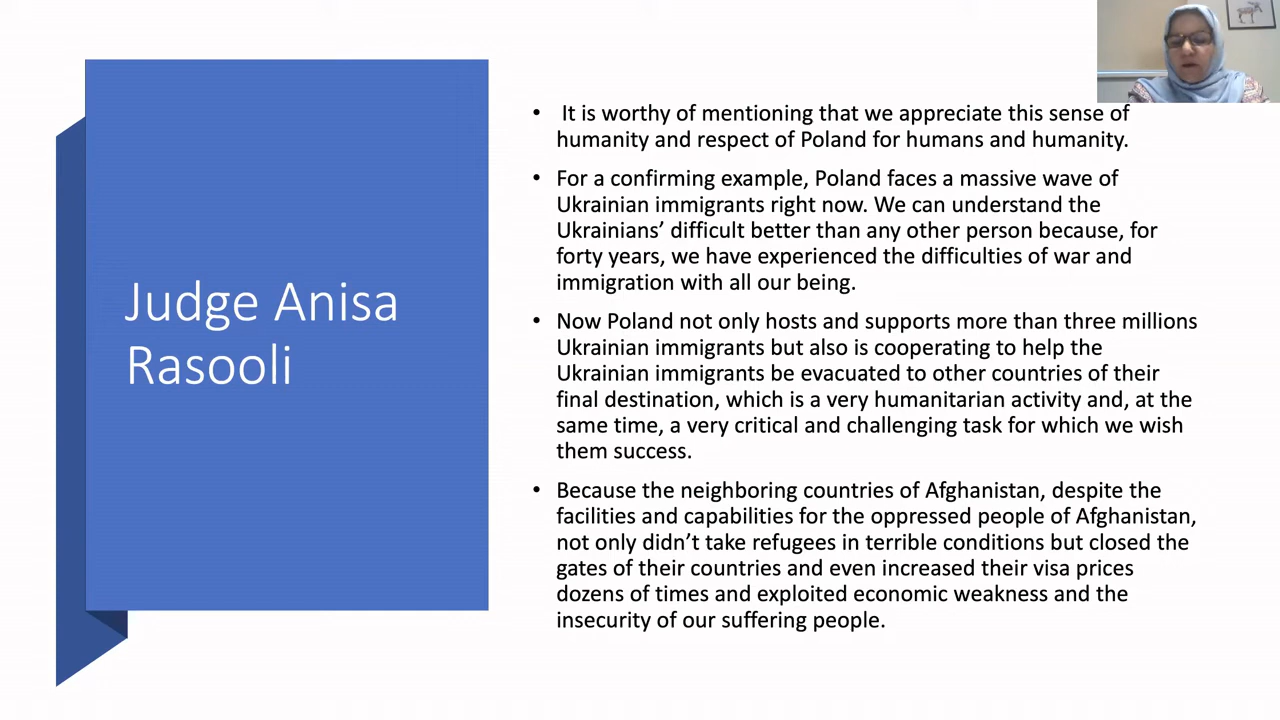 Judge Anisa
Rasooli
• It is worthy of mentioning that we appreciate this sense of
humanity and respect of Poland for humans and humanity.
• For a confirming example, Poland faces a massive wave of
Ukrainian immigrants right now. We can understand the
Ukrainians’ difficult better than any other person because, for
forty years, we have experienced the difficulties of war and
immigration with all our being.
• Now Poland not only hosts and supports more than three millions
Ukrainian immigrants but also is cooperating to help the
Ukrainian immigrants be evacuated to other countries of their
final destination, which is a very humanitarian activity and, at the
same time, a very critical and challenging task for which we wish
them success.
• Because the neighboring countries of Afghanistan, despite the
facilities and capabilities for the oppressed people of Afghanistan,
not only didn’t take refugees in terrible conditions but closed the
gates of their countries and even increased their visa prices
dozens of times and exploited economic weakness and the
insecurity of our suffering people.